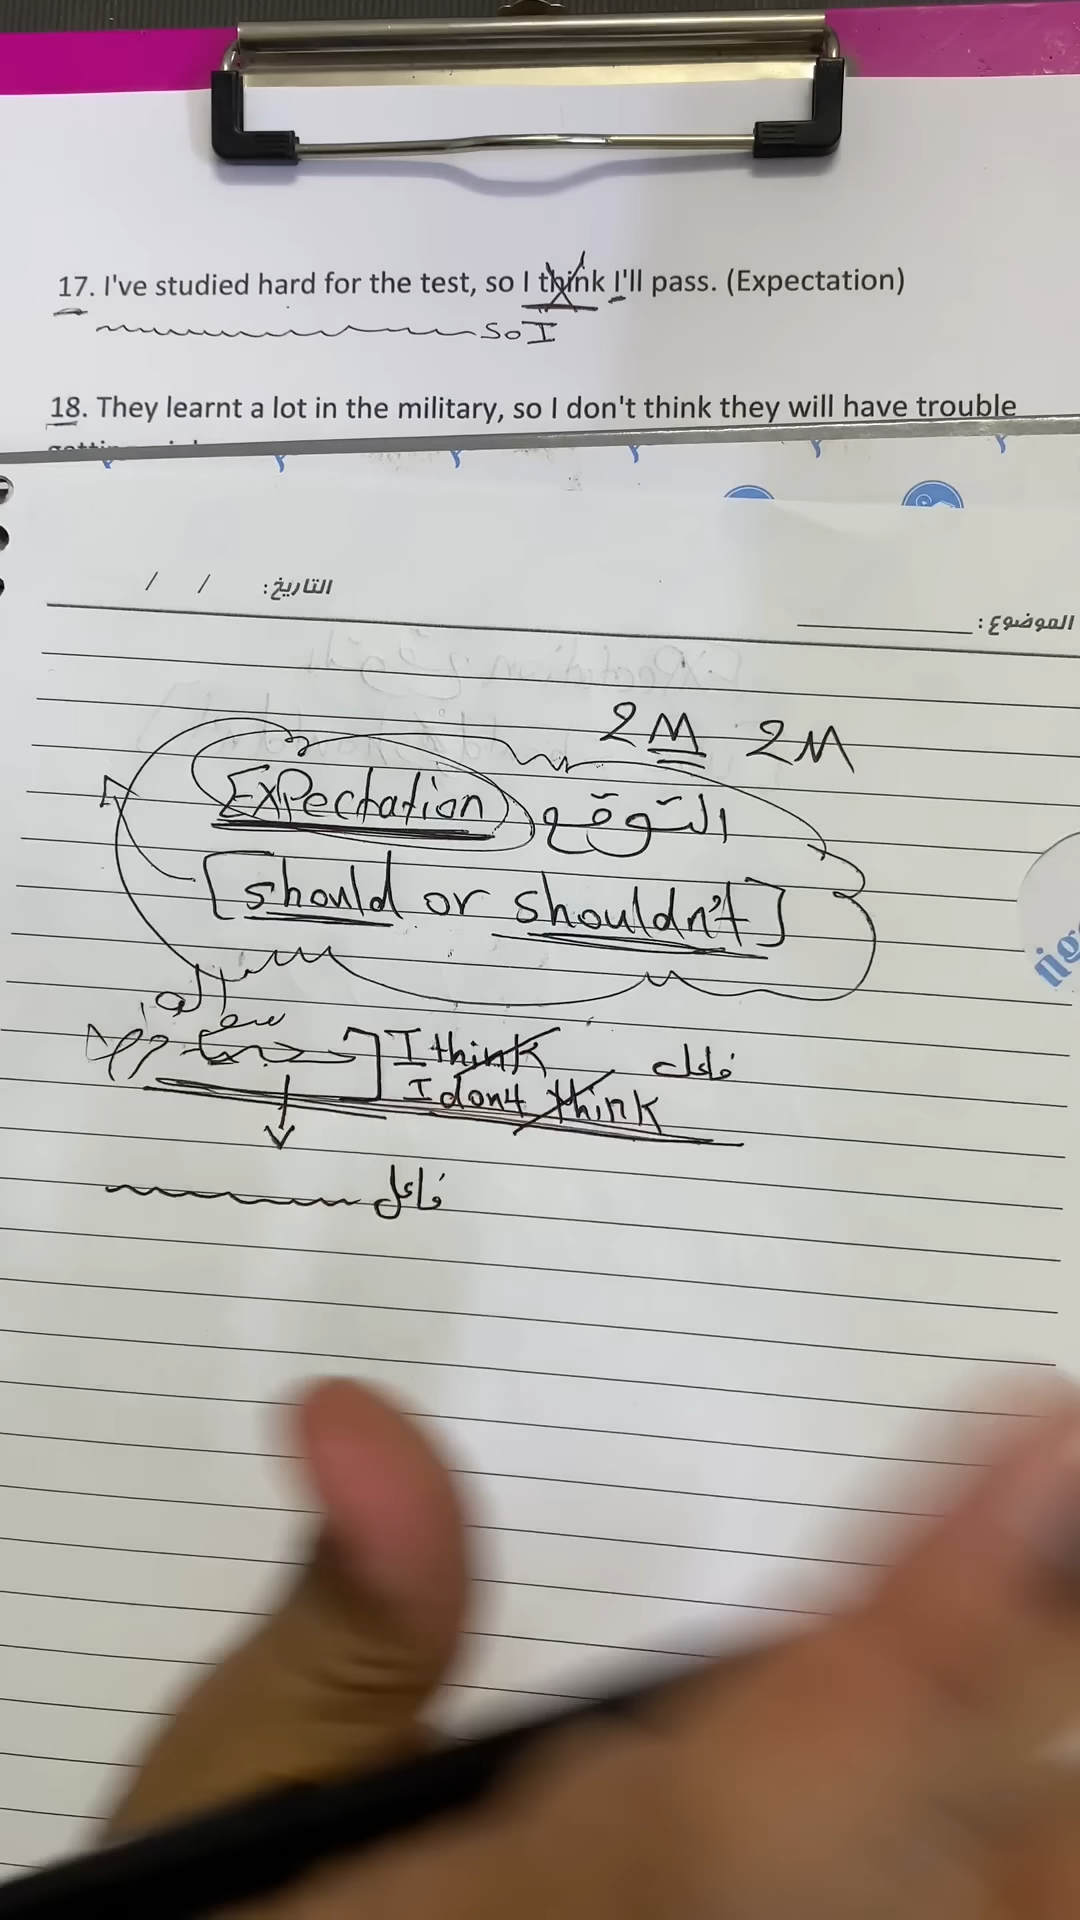 17. I've studied hard for the test, so I think I'll pass. (Expectation)
so I
18. They learnt a lot in the military, so I don't think they will have trouble
التاريخ: / /
الموضوع:
2M 2M
Expectation التوقع
[should or shouldn't]
I think فاعل
I don't think
فاعل